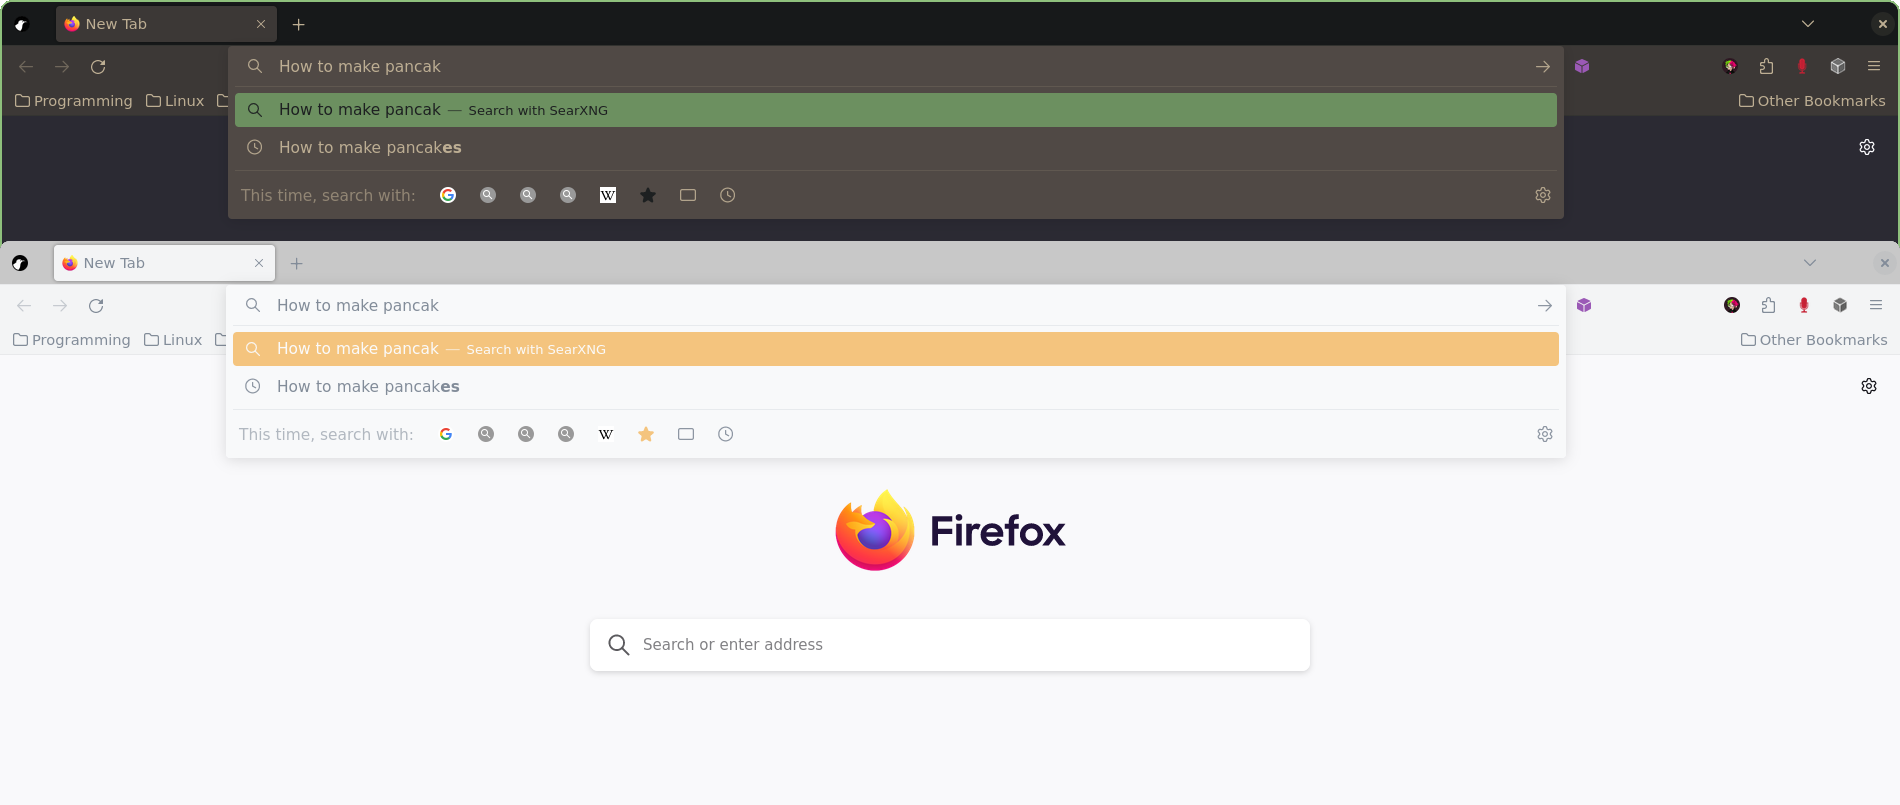 New Tab
How to make pancak
Programming Linux Other Bookmarks
How to make pancak — Search with SearXNG
How to make pancakes
This time, search with: G W
New Tab
How to make pancak
Programming Linux Other Bookmarks
How to make pancak — Search with SearXNG
How to make pancakes
This time, search with: G W
Firefox
Search or enter address